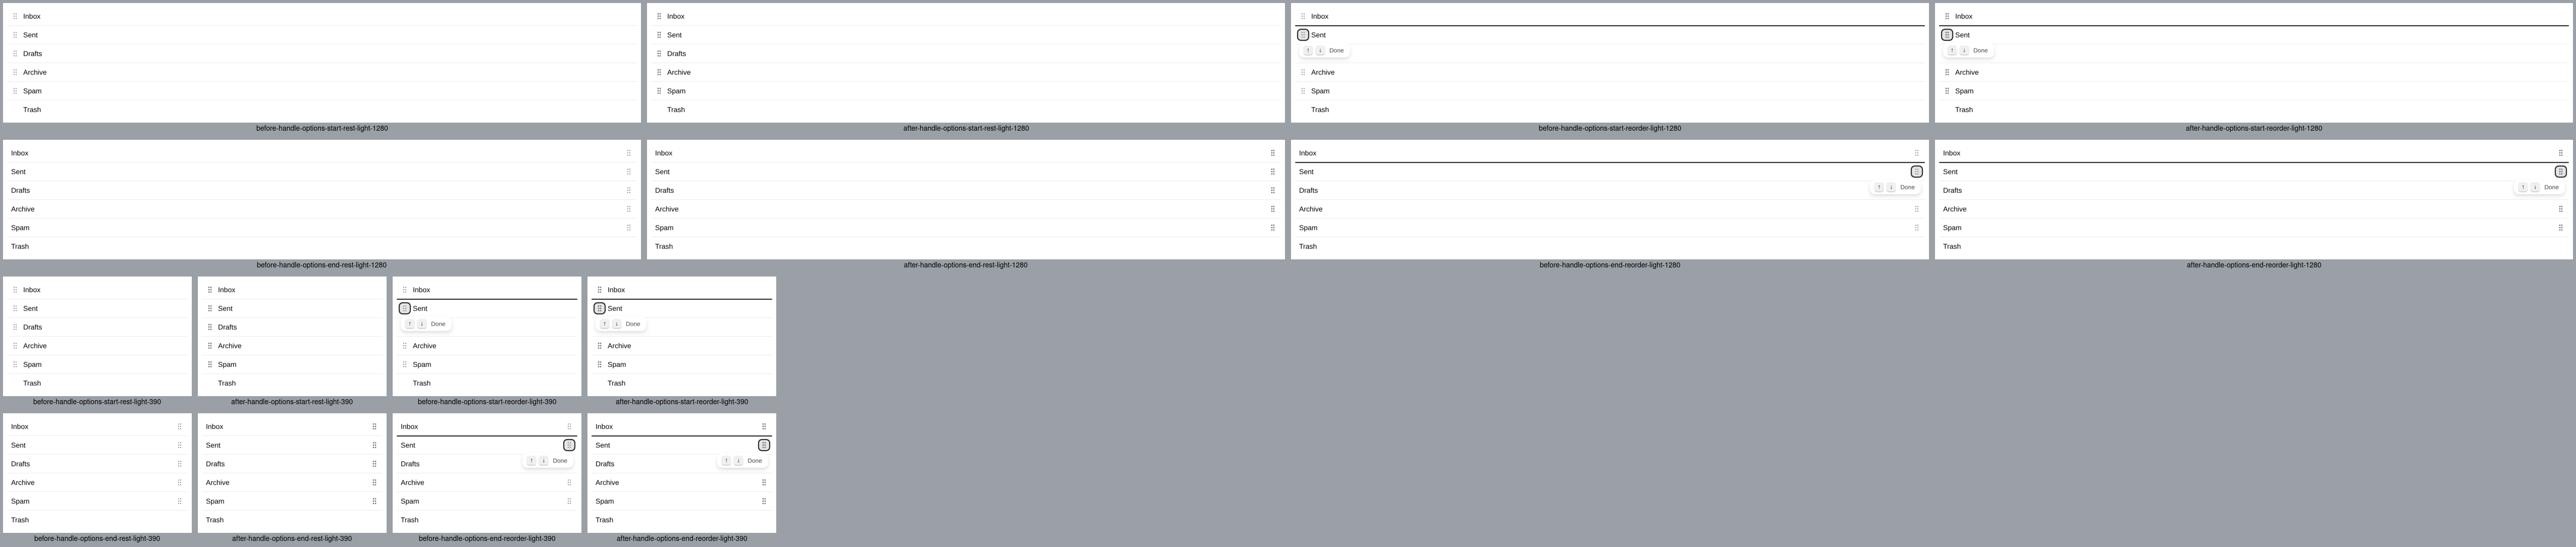 Inbox
Sent
Drafts
Archive
Spam
Trash
before-handle-options-start-rest-light-1280
Inbox
Sent
Drafts
Archive
Spam
Trash
after-handle-options-start-rest-light-1280
Inbox
Sent
↑ ↓ Done
Archive
Spam
Trash
before-handle-options-start-reorder-light-1280
Inbox
Sent
↑ ↓ Done
Archive
Spam
Trash
after-handle-options-start-reorder-light-1280
Inbox
Sent
Drafts
Archive
Spam
Trash
before-handle-options-end-rest-light-1280
Inbox
Sent
Drafts
Archive
Spam
Trash
after-handle-options-end-rest-light-1280
Inbox
Sent
Drafts ↑ ↓ Done
Archive
Spam
Trash
before-handle-options-end-reorder-light-1280
Inbox
Sent
Drafts ↑ ↓ Done
Archive
Spam
Trash
after-handle-options-end-reorder-light-1280
Inbox
Sent
Drafts
Archive
Spam
Trash
before-handle-options-start-rest-light-390
Inbox
Sent
Drafts
Archive
Spam
Trash
after-handle-options-start-rest-light-390
Inbox
Sent
↑ ↓ Done
Archive
Spam
Trash
before-handle-options-start-reorder-light-390
Inbox
Sent
↑ ↓ Done
Archive
Spam
Trash
after-handle-options-start-reorder-light-390
Inbox
Sent
Drafts
Archive
Spam
Trash
before-handle-options-end-rest-light-390
Inbox
Sent
Drafts
Archive
Spam
Trash
after-handle-options-end-rest-light-390
Inbox
Sent
Drafts ↑ ↓ Done
Archive
Spam
Trash
before-handle-options-end-reorder-light-390
Inbox
Sent
Drafts ↑ ↓ Done
Archive
Spam
Trash
after-handle-options-end-reorder-light-390